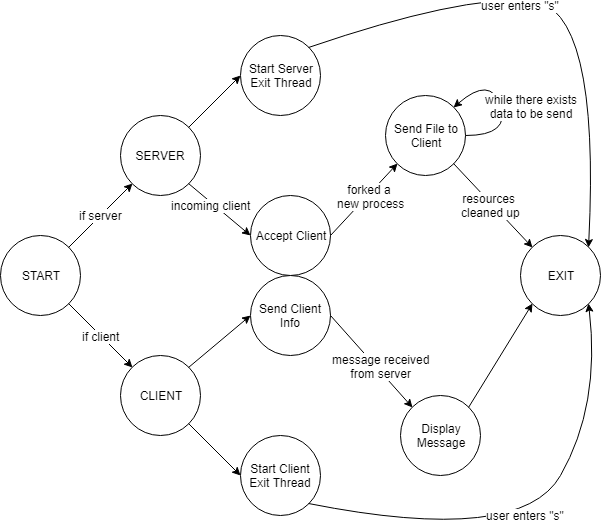 user enters "s"
Start Server
Exit Thread
while there exists
data to be send
Send File to
Client
SERVER
forked a
new process
resources
cleaned up
if server
incoming client
Accept Client
START
EXIT
Send Client
Info
if client
message received
from server
CLIENT
Display
Message
Start Client
Exit Thread
user enters "s"